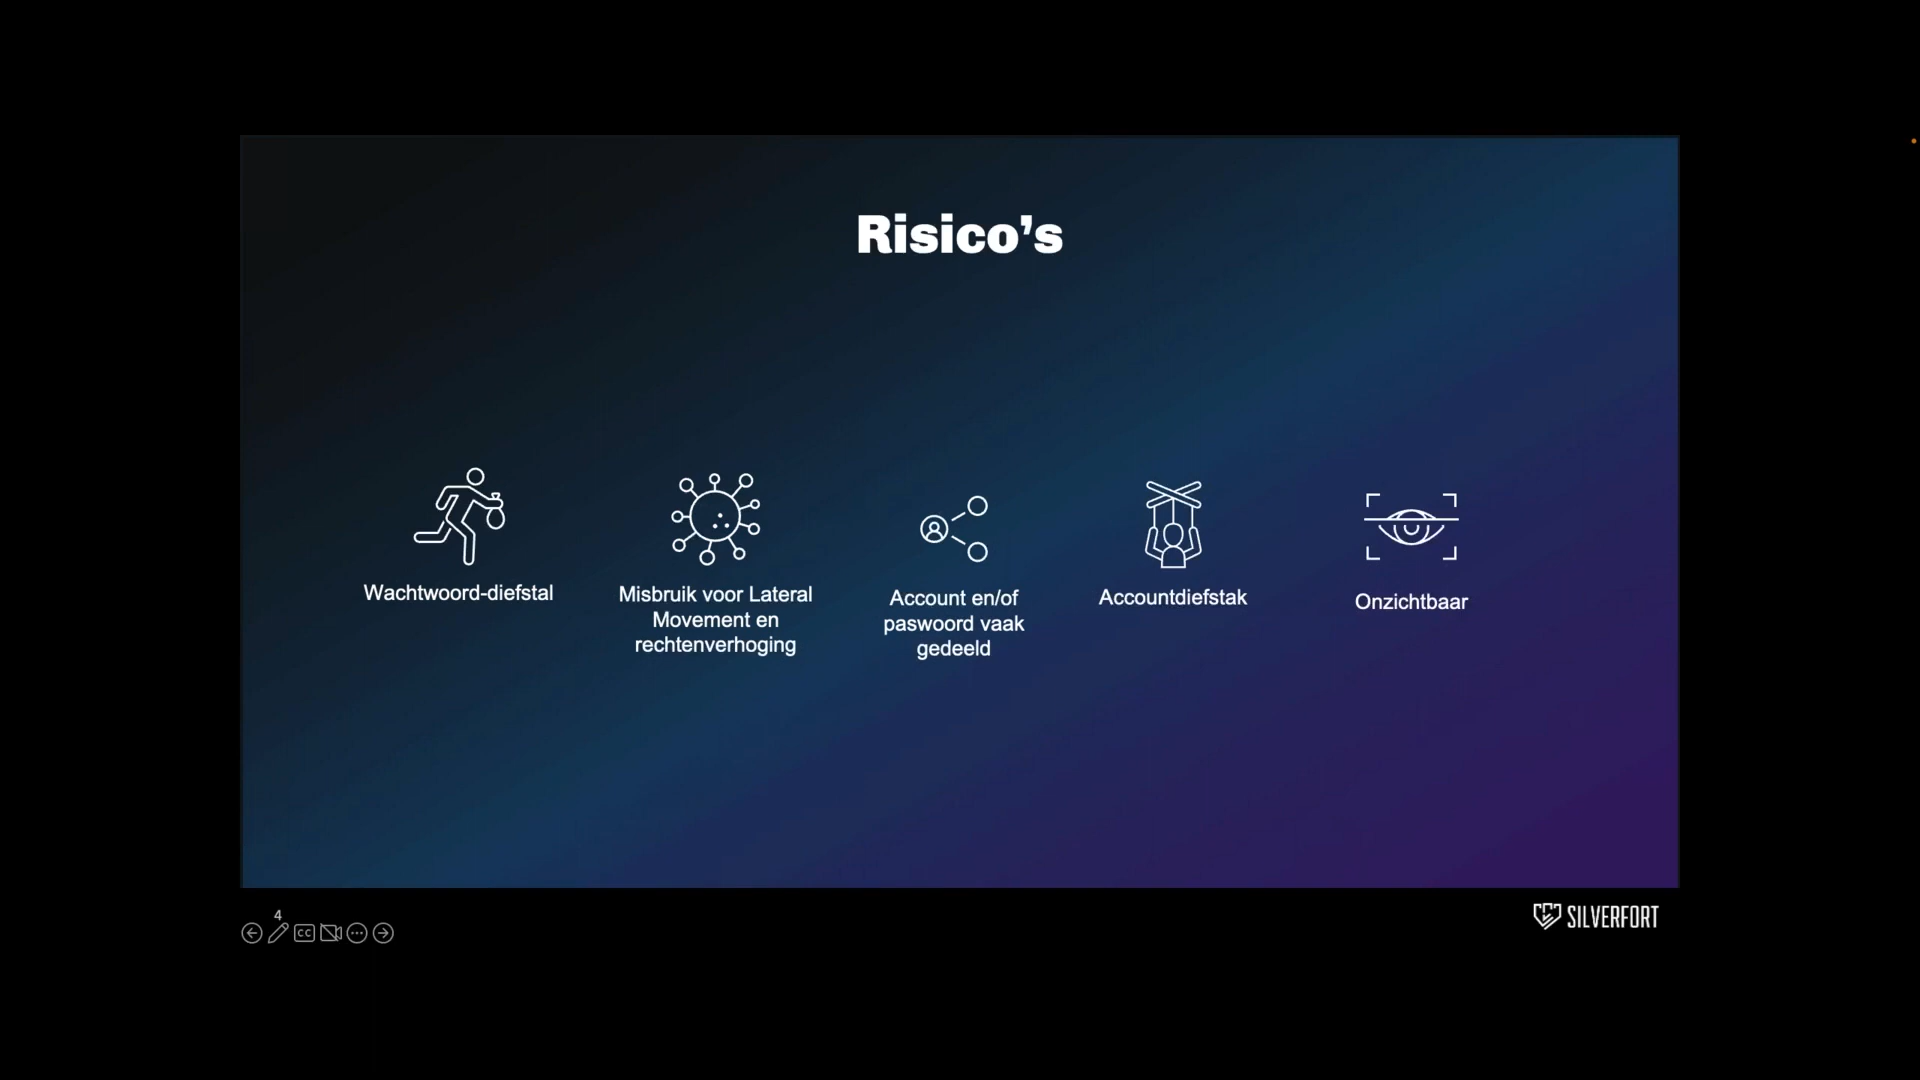 Risico’s
Wachtwoord-diefstal
Misbruik voor Lateral
Movement en
rechtenverhoging
Account en/of
paswoord vaak
gedeeld
Accountdiefstak
Onzichtbaar
4
CC
SILVERFORT